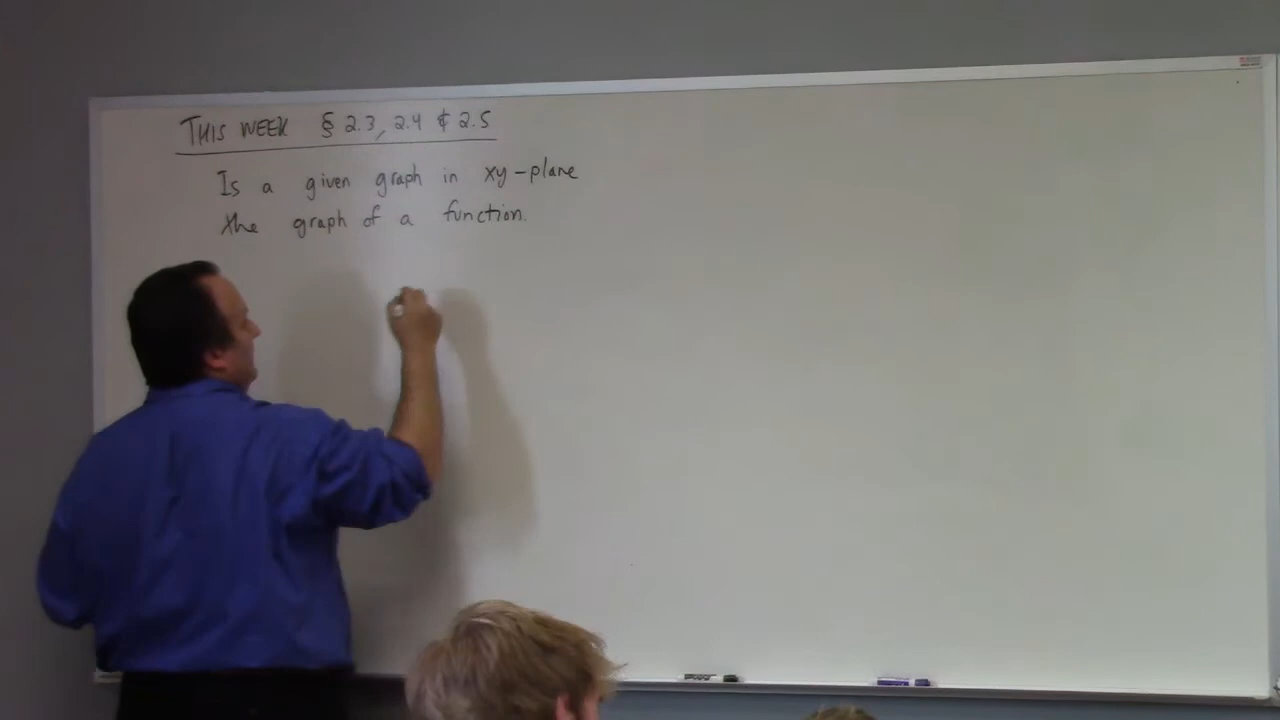 THIS WEEK § 2.3, 2.4 & 2.5
Is a given graph in xy-plane
the graph of a function.